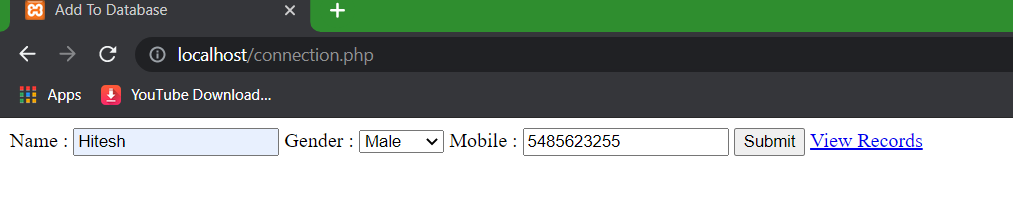 Add To Database
localhost/connection.php
Apps YouTube Download...
Name : Hitesh Gender : Male Mobile : 5485623255 Submit View Records